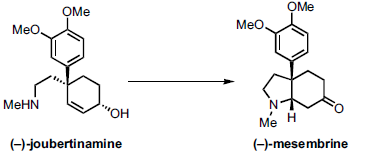 OMe
MeO
MeHN
OH
(–)-joubertinamine
OMe
MeO
N
Me
H
O
(–)-mesembrine